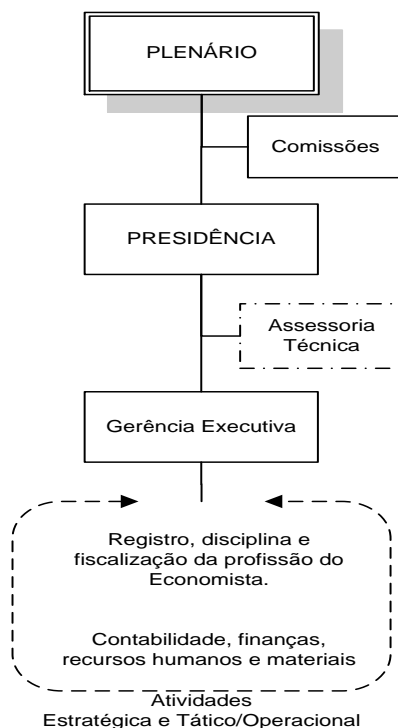 PLENÁRIO
Comissões
PRESIDÊNCIA
Assessoria
Técnica
Gerência Executiva
Registro, disciplina e
fiscalização da profissão do
Economista.
Contabilidade, finanças,
recursos humanos e materiais
Atividades
Estratégica e Tático/Operacional